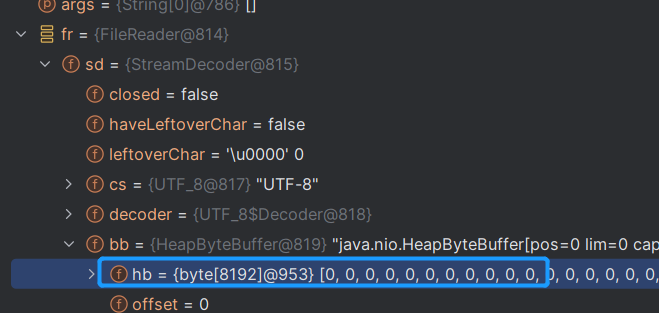 args = {String[0]@786} []
fr = {FileReader@814}
sd = {StreamDecoder@815}
closed = false
haveLeftoverChar = false
leftoverChar = '\u0000' 0
cs = {UTF_8@817} "UTF-8"
decoder = {UTF_8$Decoder@818}
bb = {HeapByteBuffer@819} "java.nio.HeapByteBuffer[pos=0 lim=0 cap
hb = {byte[8192]@953} [0, 0, 0, 0, 0, 0, 0, 0, 0, 0, 0, 0, 0, 0, 0, 0, 0,
offset = 0